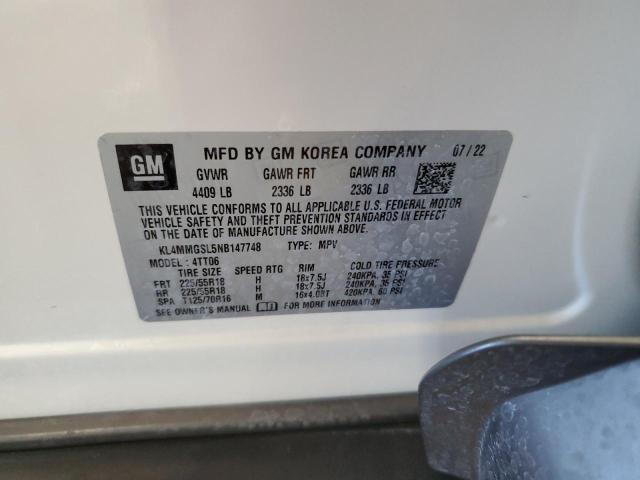 GM MFD BY GM KOREA COMPANY 07/22
GVWR GAWR FRT GAWR RR
4409 LB 2336 LB 2336 LB
THIS VEHICLE CONFORMS TO ALL APPLICABLE U.S. FEDERAL MOTOR
VEHICLE SAFETY AND THEFT PREVENTION STANDARDS IN EFFECT
ON THE DATE OF MANUFACTURE SHOWN ABOVE.
KL4MMGSL5NB147748 TYPE: MPV
MODEL: 4TT06
TIRE SIZE SPEED RTG RIM COLD TIRE PRESSURE
FRT 225/55R18 H 18x7.5J 240KPA, 35 PSI
RR 225/55R18 H 18x7.5J 240KPA, 35 PSI
SPA T125/70R16 M 16x4.0BT 420KPA, 60 PSI
SEE OWNER'S MANUAL FOR MORE INFORMATION